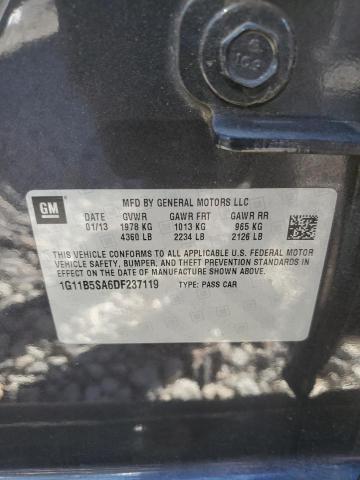 GM
MFD BY GENERAL MOTORS LLC
DATE GVWR GAWR FRT GAWR RR
01/13 1978 KG 1013 KG 965 KG
4360 LB 2234 LB 2126 LB
THIS VEHICLE CONFORMS TO ALL APPLICABLE U.S. FEDERAL MOTOR
VEHICLE SAFETY, BUMPER, AND THEFT PREVENTION STANDARDS
IN EFFECT ON THE DATE OF MANUFACTURE SHOWN ABOVE.
1G11B5SA6DF237119 TYPE: PASS CAR